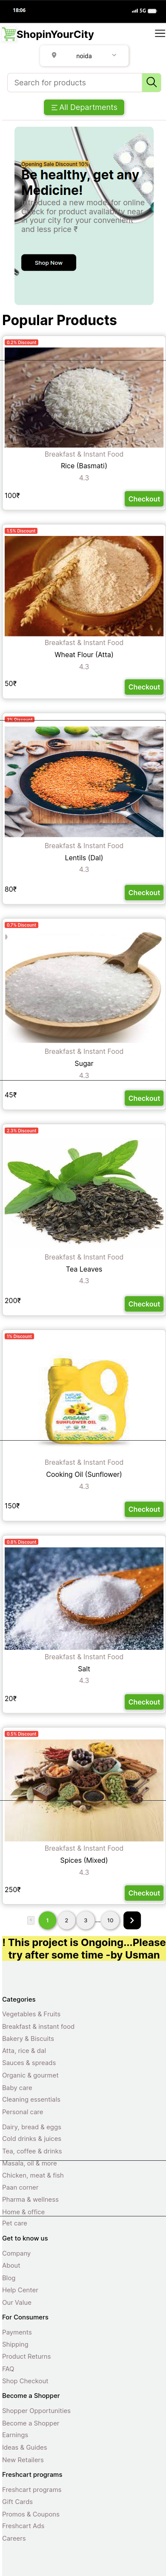 18:06
5G
ShopinYourCity
noida
Search for products
All Departments
Opening Sale Discount 10%
Be healthy, get any
Medicine!
Check for product availability near
in all your city for your convenient
and less price ₹
Shop Now
Popular Products
0.2% Discount
Breakfast & Instant Food
Rice (Basmati)
4.3
100₹
Checkout
1.5% Discount
Breakfast & Instant Food
Wheat Flour (Atta)
4.3
50₹
Checkout
3% Discount
Breakfast & Instant Food
Lentils (Dal)
4.3
80₹
Checkout
0.7% Discount
Breakfast & Instant Food
Sugar
4.3
45₹
Checkout
2.3% Discount
Breakfast & Instant Food
Tea Leaves
4.3
200₹
Checkout
1% Discount
ORGANIC
SUNFLOWER OIL
Breakfast & Instant Food
Cooking Oil (Sunflower)
4.3
150₹
Checkout
0.8% Discount
Breakfast & Instant Food
Salt
4.3
20₹
Checkout
0.5% Discount
Breakfast & Instant Food
Spices (Mixed)
4.3
250₹
Checkout
1 2 3 ... 10
! This project is Ongoing...Please
try after some time -by Usman
Categories
Vegetables & Fruits
Breakfast & instant food
Bakery & Biscuits
Atta, rice & dal
Sauces & spreads
Organic & gourmet
Baby care
Cleaning essentials
Personal care
Dairy, bread & eggs
Cold drinks & juices
Tea, coffee & drinks
Masala, oil & more
Chicken, meat & fish
Paan corner
Pharma & wellness
Home & office
Pet care
Get to know us
Company
About
Blog
Help Center
Our Value
For Consumers
Payments
Shipping
Product Returns
FAQ
Shop Checkout
Become a Shopper
Shopper Opportunities
Become a Shopper
Earnings
Ideas & Guides
New Retailers
Freshcart programs
Freshcart programs
Gift Cards
Promos & Coupons
Freshcart Ads
Careers